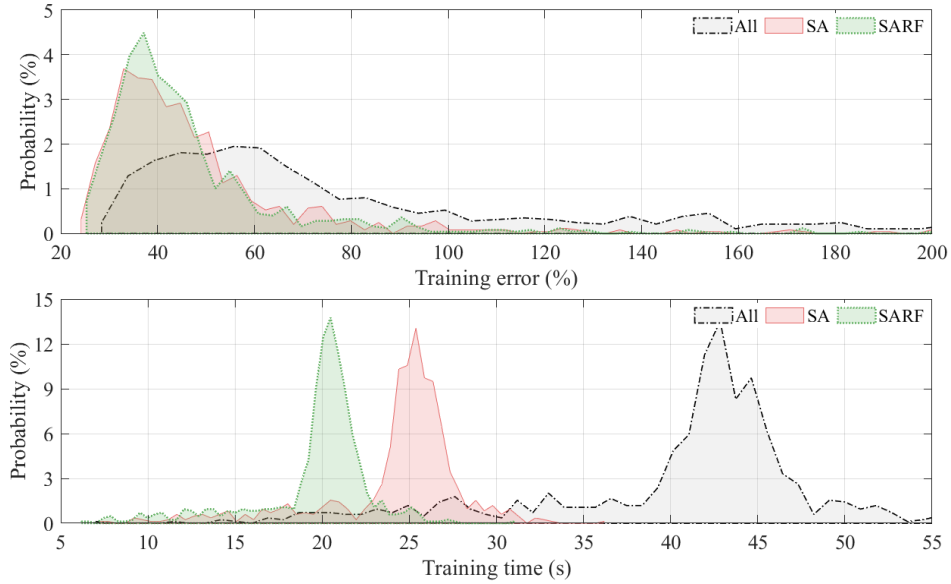 All SA SARF
Probability (%)
5
4
3
2
1
0
20 40 60 80 100 120 140 160 180 200
Training error (%)
All SA SARF
Probability (%)
15
12
9
6
3
0
5 10 15 20 25 30 35 40 45 50 55
Training time (s)